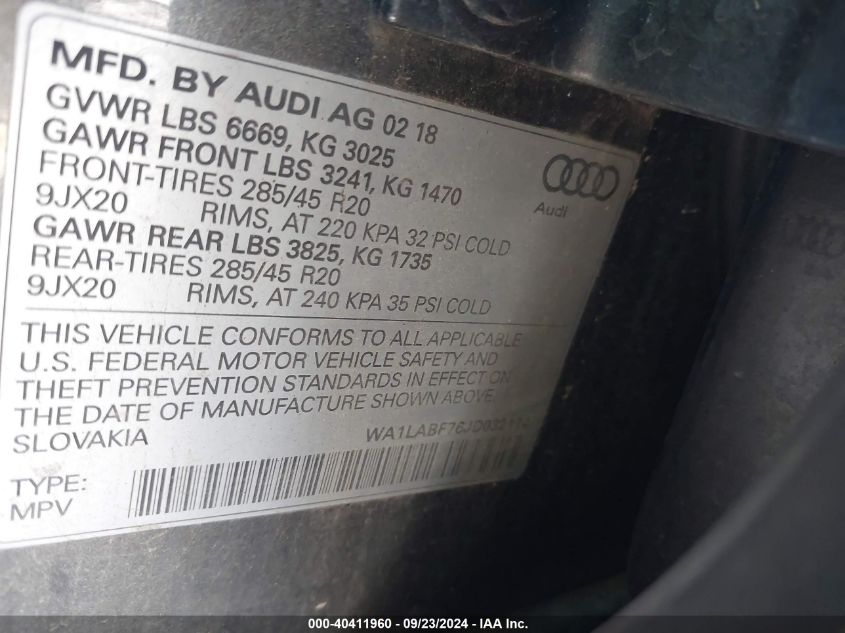 MFD. BY AUDI AG 02 18
GVWR LBS 6669, KG 3025
GAWR FRONT LBS 3241, KG 1470
FRONT-TIRES 285/45 R20
9JX20 RIMS, AT 220 KPA 32 PSI COLD
GAWR REAR LBS 3825, KG 1735
REAR-TIRES 285/45 R20
9JX20 RIMS, AT 240 KPA 35 PSI COLD
Audi
THIS VEHICLE CONFORMS TO ALL APPLICABLE
U.S. FEDERAL MOTOR VEHICLE SAFETY AND
THEFT PREVENTION STANDARDS IN EFFECT ON
THE DATE OF MANUFACTURE SHOWN ABOVE.
SLOVAKIA
TYPE:
MPV
000-40411960 - 09/23/2024 - IAA Inc.